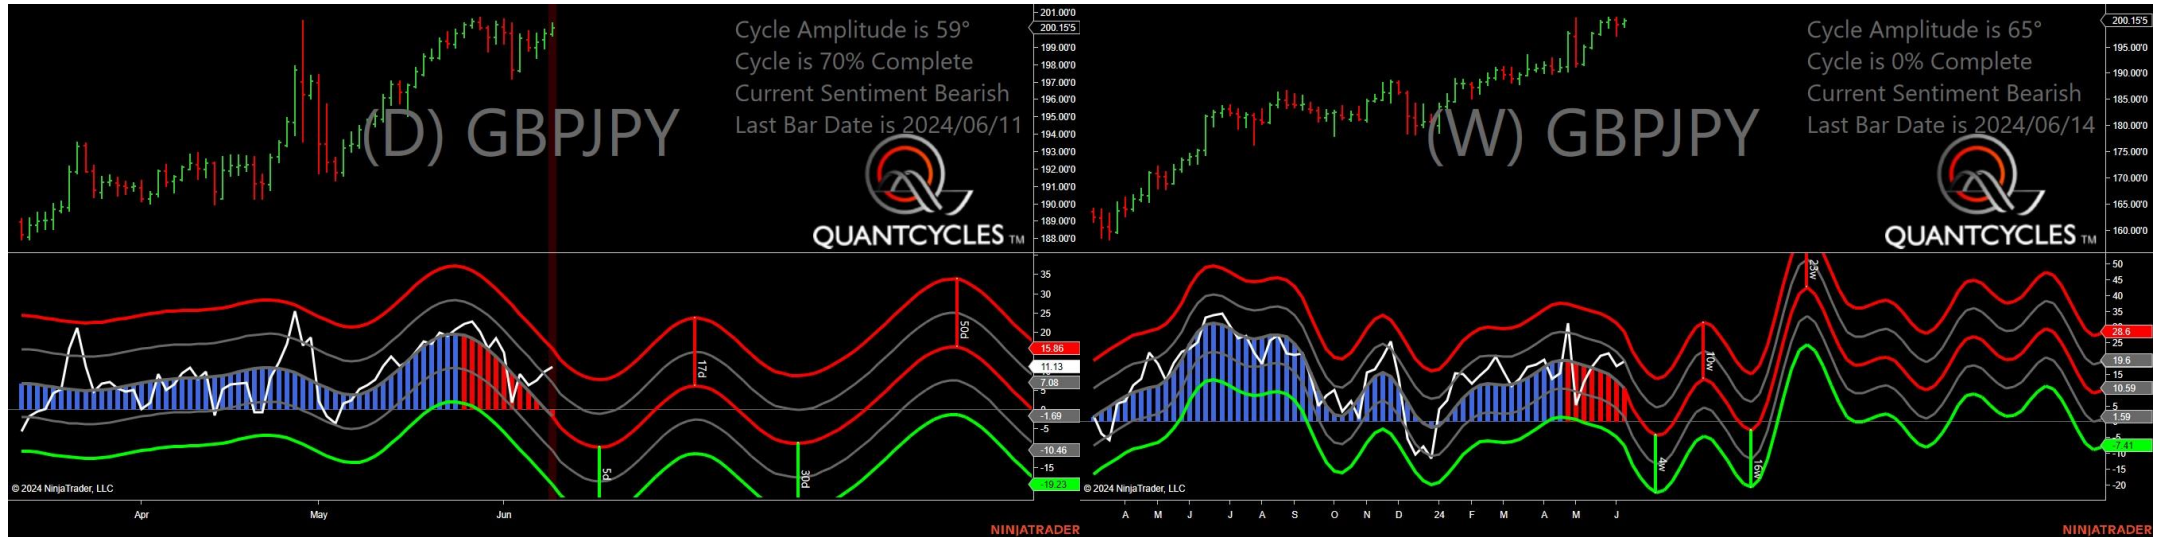 Cycle Amplitude is 59°
Cycle is 70% Complete
Current Sentiment Bearish
Last Bar Date is 2024/06/11
(D) GBPJPY
QUANTCYCLES TM
201.00'0
200.15'5
199.00'0
198.00'0
197.00'0
196.00'0
195.00'0
194.00'0
193.00'0
192.00'0
191.00'0
190.00'0
189.00'0
188.00'0
35
30
25
20
15.86
11.13
7.08
5
-1.69
-5
-10.46
-15
-19.23
5d
17d
30d
50d
© 2024 NinjaTrader, LLC
Apr May Jun
NINJATRADER
Cycle Amplitude is 65°
Cycle is 0% Complete
Current Sentiment Bearish
Last Bar Date is 2024/06/14
(W) GBPJPY
QUANTCYCLES TM
200.15'5
195.00'0
190.00'0
185.00'0
180.00'0
175.00'0
170.00'0
165.00'0
160.00'0
50
45
40
35
28.6
19.6
15
10.59
5
1.59
-7.41
-10
-15
-20
4w
10w
16w
© 2024 NinjaTrader, LLC
A M J J A S O N D 24 F M A M J
NINJATRADER